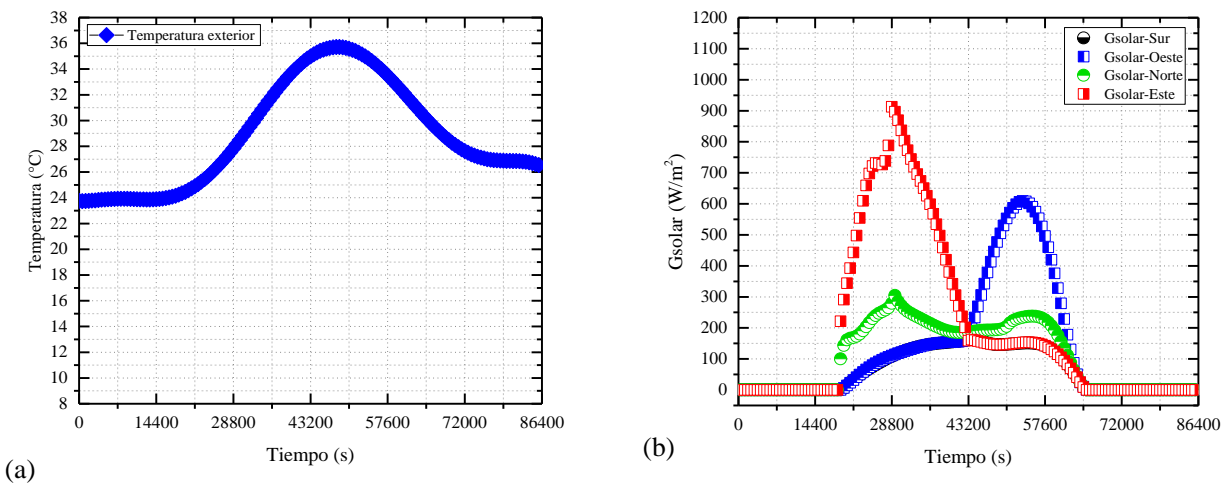 38
36
34
32
30
28
26
24
22
20
18
16
14
12
10
8
Temperatura (°C)
Temperatura exterior
0 14400 28800 43200 57600 72000 86400
Tiempo (s)
(a)
1200
1100
1000
900
800
700
600
500
400
300
200
100
0
Gsolar (W/m²)
Gsolar-Sur
Gsolar-Oeste
Gsolar-Norte
Gsolar-Este
0 14400 28800 43200 57600 72000 86400
Tiempo (s)
(b)